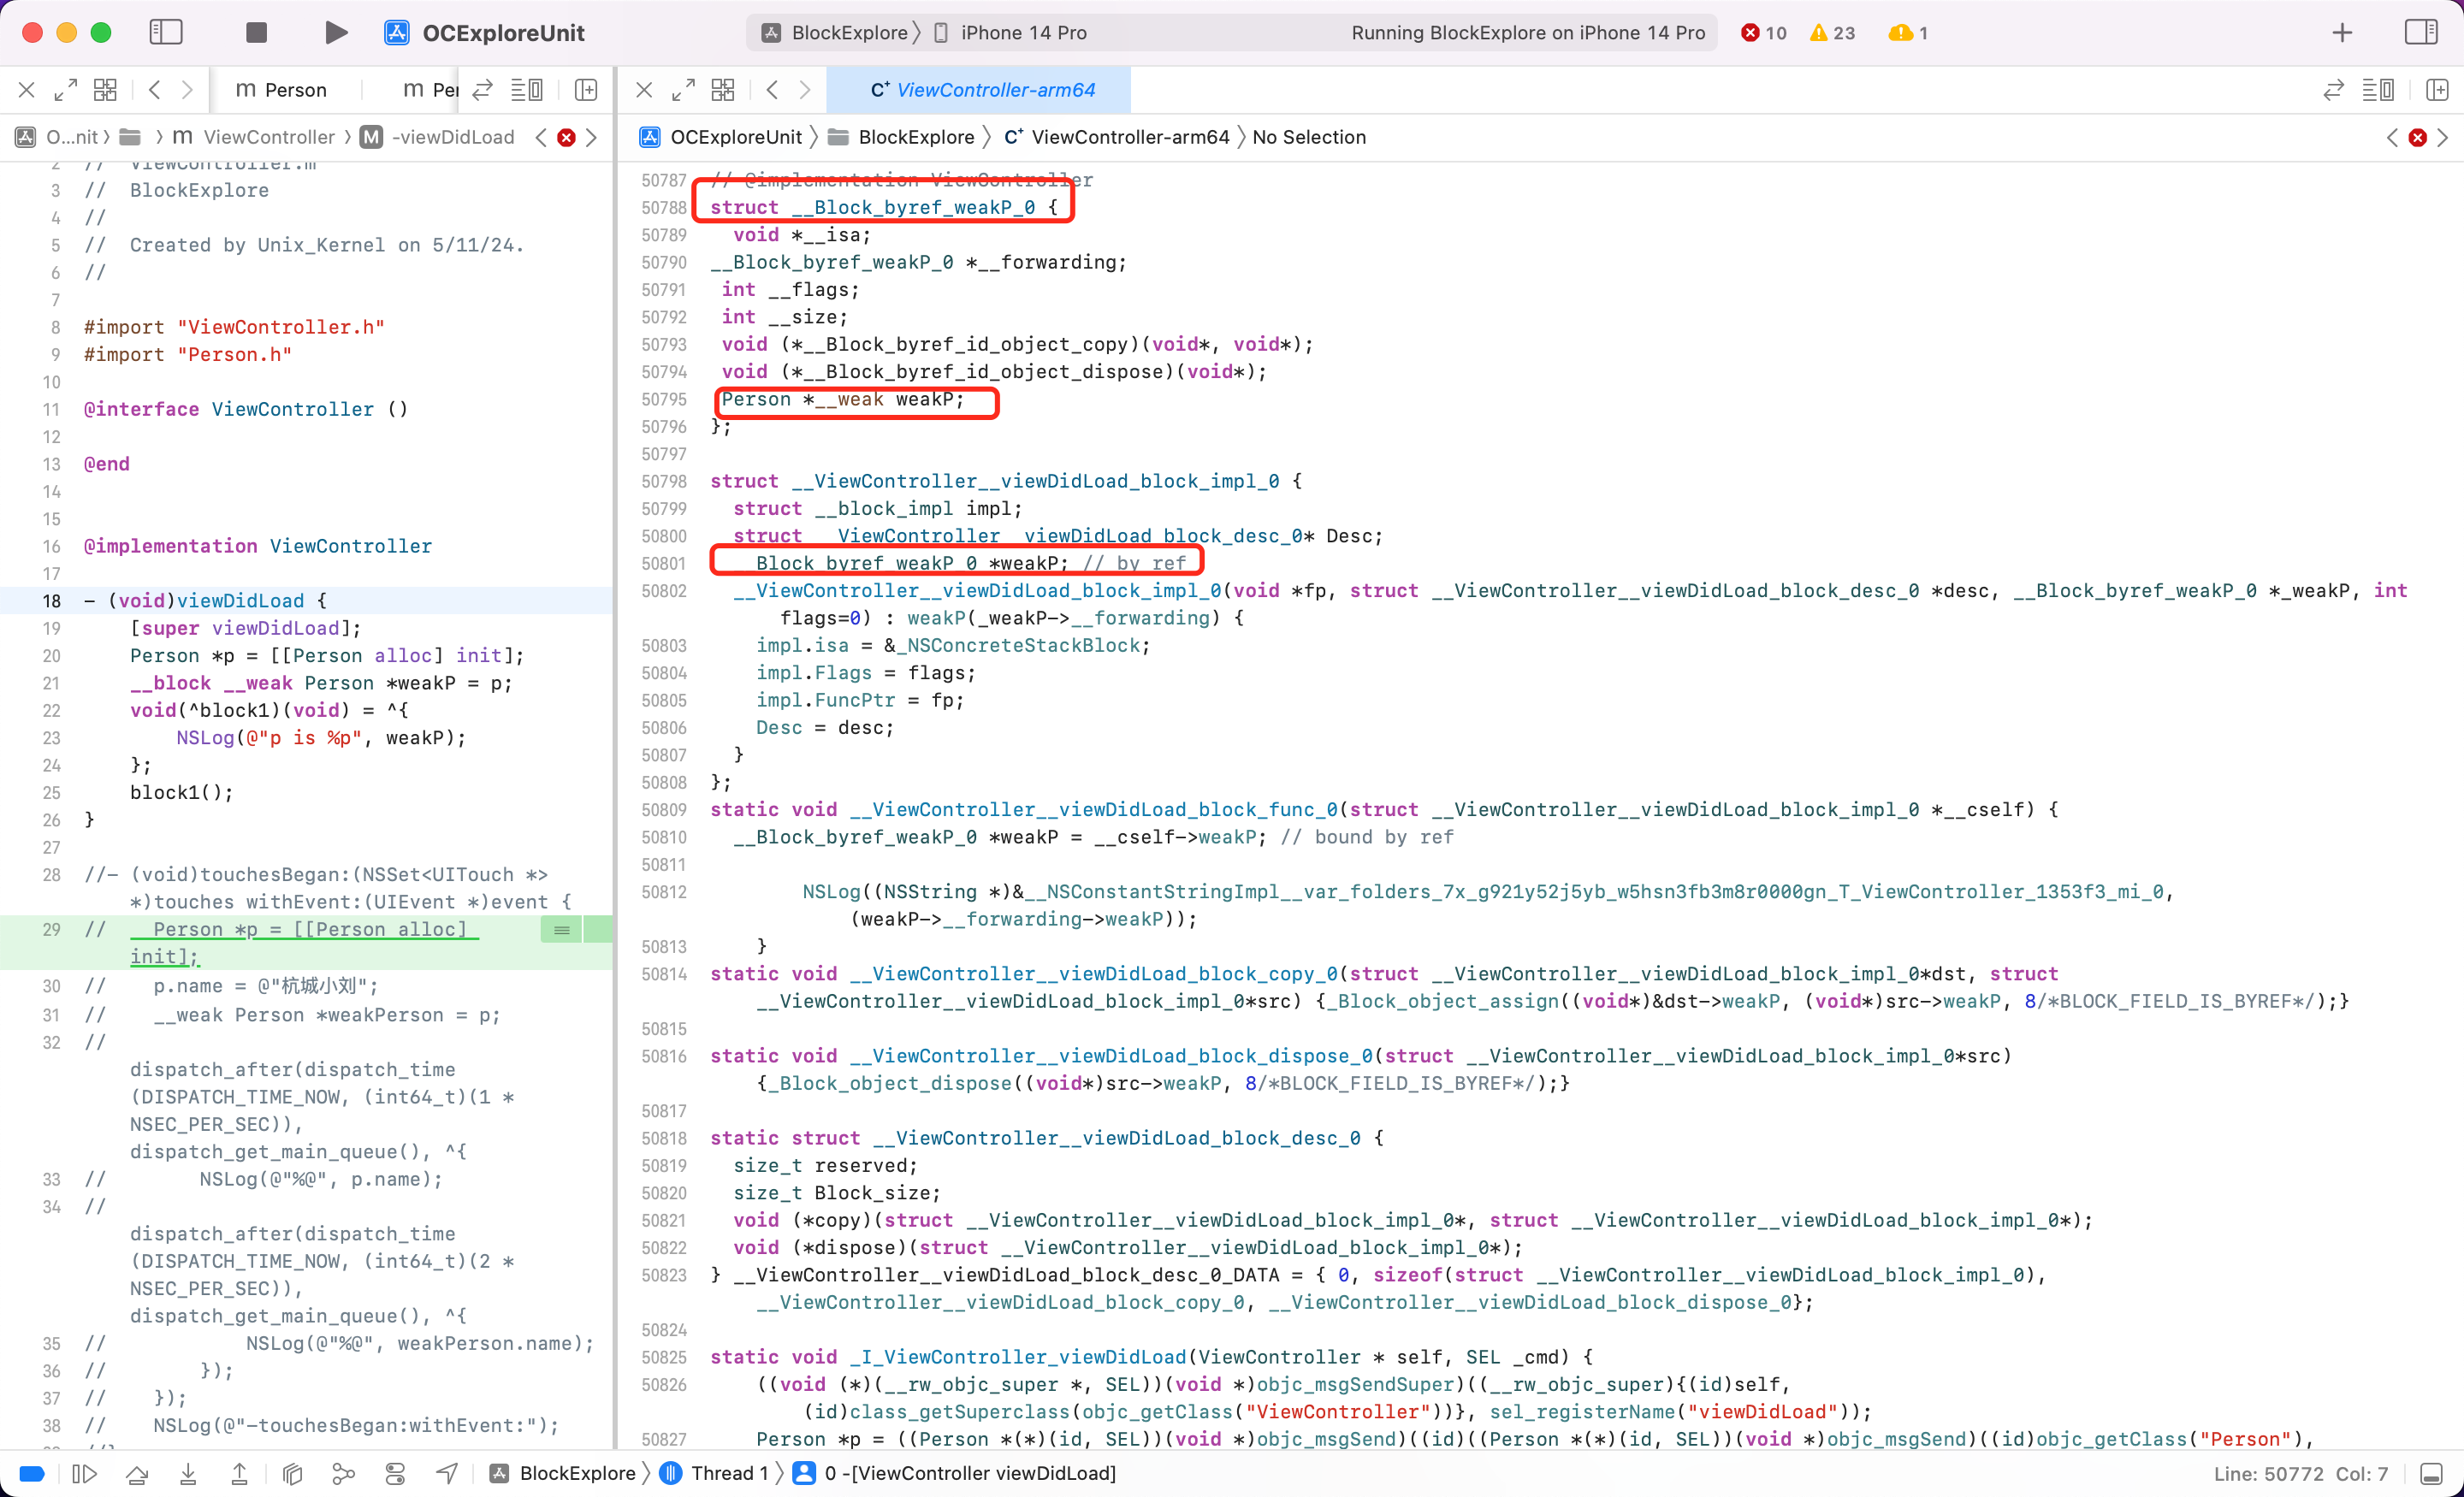 OCExploreUnit
BlockExplore 〉 iPhone 14 Pro
Running BlockExplore on iPhone 14 Pro
10 23 1
m Person
m Per
C+ ViewController-arm64
O...nit 〉 〉 m ViewController 〉 M -viewDidLoad
OCExploreUnit 〉 BlockExplore 〉 C+ ViewController-arm64 〉 No Selection
2 // ViewController.m
3 // BlockExplore
4 //
5 // Created by Unix_Kernel on 5/11/24.
6 //
7
8 #import "ViewController.h"
9 #import "Person.h"
10
11 @interface ViewController ()
12
13 @end
14
15
16 @implementation ViewController
17
18 - (void)viewDidLoad {
19 [super viewDidLoad];
20 Person *p = [[Person alloc] init];
21 __block __weak Person *weakP = p;
22 void(^block1)(void) = ^{
23 NSLog(@"p is %p", weakP);
24 };
25 block1();
26 }
27
28 //- (void)touchesBegan:(NSSet<UITouch *>
*)touches withEvent:(UIEvent *)event {
29 // Person *p = [[Person alloc]
init];
30 // p.name = @"杭城小刘";
31 // __weak Person *weakPerson = p;
32 //
dispatch_after(dispatch_time
(DISPATCH_TIME_NOW, (int64_t)(1 *
NSEC_PER_SEC)),
dispatch_get_main_queue(), ^{
33 // NSLog(@"%@", p.name);
34 //
dispatch_after(dispatch_time
(DISPATCH_TIME_NOW, (int64_t)(2 *
NSEC_PER_SEC)),
dispatch_get_main_queue(), ^{
35 // NSLog(@"%@", weakPerson.name);
36 // });
37 // });
38 // NSLog(@"-touchesBegan:withEvent:");
50787 // @implementation ViewController
50788 struct __Block_byref_weakP_0 {
50789 void *__isa;
50790 __Block_byref_weakP_0 *__forwarding;
50791 int __flags;
50792 int __size;
50793 void (*__Block_byref_id_object_copy)(void*, void*);
50794 void (*__Block_byref_id_object_dispose)(void*);
50795 Person *__weak weakP;
50796 };
50797
50798 struct __ViewController__viewDidLoad_block_impl_0 {
50799 struct __block_impl impl;
50800 struct __ViewController__viewDidLoad_block_desc_0* Desc;
50801 __Block_byref_weakP_0 *weakP; // by ref
50802 __ViewController__viewDidLoad_block_impl_0(void *fp, struct __ViewController__viewDidLoad_block_desc_0 *desc, __Block_byref_weakP_0 *_weakP, int
flags=0) : weakP(_weakP->__forwarding) {
50803 impl.isa = &_NSConcreteStackBlock;
50804 impl.Flags = flags;
50805 impl.FuncPtr = fp;
50806 Desc = desc;
50807 }
50808 };
50809 static void __ViewController__viewDidLoad_block_func_0(struct __ViewController__viewDidLoad_block_impl_0 *__cself) {
50810 __Block_byref_weakP_0 *weakP = __cself->weakP; // bound by ref
50811
50812 NSLog((NSString *)&__NSConstantStringImpl__var_folders_7x_g921y52j5yb_w5hsn3fb3m8r0000gn_T_ViewController_1353f3_mi_0,
(weakP->__forwarding->weakP));
50813 }
50814 static void __ViewController__viewDidLoad_block_copy_0(struct __ViewController__viewDidLoad_block_impl_0*dst, struct
__ViewController__viewDidLoad_block_impl_0*src) {_Block_object_assign((void*)&dst->weakP, (void*)src->weakP, 8/*BLOCK_FIELD_IS_BYREF*/);}
50815
50816 static void __ViewController__viewDidLoad_block_dispose_0(struct __ViewController__viewDidLoad_block_impl_0*src)
{_Block_object_dispose((void*)src->weakP, 8/*BLOCK_FIELD_IS_BYREF*/);}
50817
50818 static struct __ViewController__viewDidLoad_block_desc_0 {
50819 size_t reserved;
50820 size_t Block_size;
50821 void (*copy)(struct __ViewController__viewDidLoad_block_impl_0*, struct __ViewController__viewDidLoad_block_impl_0*);
50822 void (*dispose)(struct __ViewController__viewDidLoad_block_impl_0*);
50823 } __ViewController__viewDidLoad_block_desc_0_DATA = { 0, sizeof(struct __ViewController__viewDidLoad_block_impl_0),
__ViewController__viewDidLoad_block_copy_0, __ViewController__viewDidLoad_block_dispose_0};
50824
50825 static void _I_ViewController_viewDidLoad(ViewController * self, SEL _cmd) {
50826 ((void (*)(__rw_objc_super *, SEL))(void *)objc_msgSendSuper)((__rw_objc_super){(id)self,
(id)class_getSuperclass(objc_getClass("ViewController"))}, sel_registerName("viewDidLoad"));
50827 Person *p = ((Person *(*)(id, SEL))(void *)objc_msgSend)((id)((Person *(*)(id, SEL))(void *)objc_msgSend)((id)objc_getClass("Person"),
BlockExplore 〉 Thread 1 〉 0 -[ViewController viewDidLoad]
Line: 50772 Col: 7